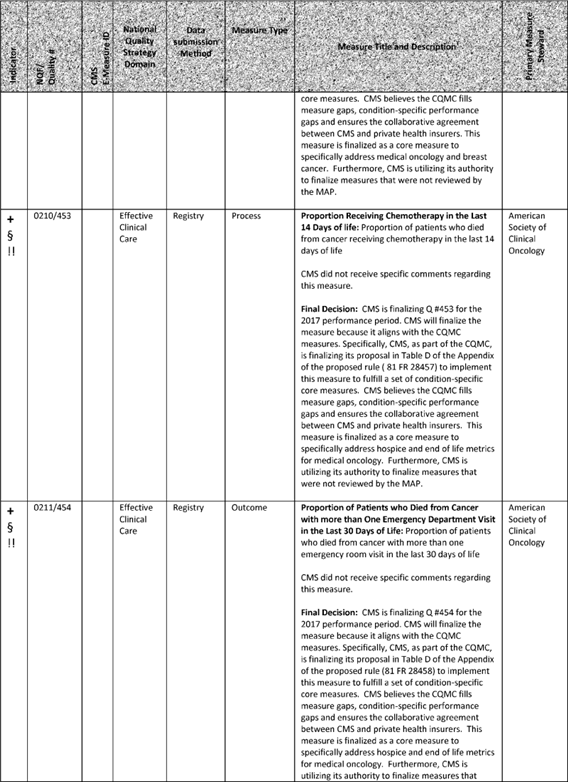 Indicator
NQF/
Quality #
CMS
E-Measure ID
National
Quality
Strategy
Domain
Data
submission
Method
Measure Type
Measure Title and Description
Primary Measure
Steward
core measures.  CMS believes the CQMC fills
measure gaps, condition-specific performance
gaps and ensures the collaborative agreement
between CMS and private health insurers. This
measure is finalized as a core measure to
specifically address medical oncology and breast
cancer.  Furthermore, CMS is utilizing its authority
to finalize measures that were not reviewed by
the MAP.
+
§
!!
0210/453
Effective
Clinical
Care
Registry
Process
Proportion Receiving Chemotherapy in the Last
14 Days of life: Proportion of patients who died
from cancer receiving chemotherapy in the last 14
days of life
CMS did not receive specific comments regarding
this measure.
Final Decision:  CMS is finalizing Q #453 for the
2017 performance period. CMS will finalize the
measure because it aligns with the CQMC
measures. Specifically, CMS, as part of the CQMC,
is finalizing its proposal in Table D of the Appendix
of the proposed rule ( 81 FR 28457) to implement
this measure to fulfill a set of condition-specific
core measures.  CMS believes the CQMC fills
measure gaps, condition-specific performance
gaps and ensures the collaborative agreement
between CMS and private health insurers.  This
measure is finalized as a core measure to
specifically address hospice and end of life metrics
for medical oncology.  Furthermore, CMS is
utilizing its authority to finalize measures that
were not reviewed by the MAP.
American
Society of
Clinical
Oncology
+
§
!!
0211/454
Effective
Clinical
Care
Registry
Outcome
Proportion of Patients who Died from Cancer
with more than One Emergency Department Visit
in the Last 30 Days of Life: Proportion of patients
who died from cancer with more than one
emergency room visit in the last 30 days of life
CMS did not receive specific comments regarding
this measure.
Final Decision:  CMS is finalizing Q #454 for the
2017 performance period. CMS will finalize the
measure because it aligns with the CQMC
measures. Specifically, CMS, as part of the CQMC,
is finalizing its proposal in Table D of the Appendix
of the proposed rule (81 FR 28458) to implement
this measure to fulfill a set of condition-specific
core measures.  CMS believes the CQMC fills
measure gaps, condition-specific performance
gaps and ensures the collaborative agreement
between CMS and private health insurers.  This
measure is finalized as a core measure to
specifically address hospice and end of life metrics
for medical oncology.  Furthermore, CMS is
utilizing its authority to finalize measures that
American
Society of
Clinical
Oncology